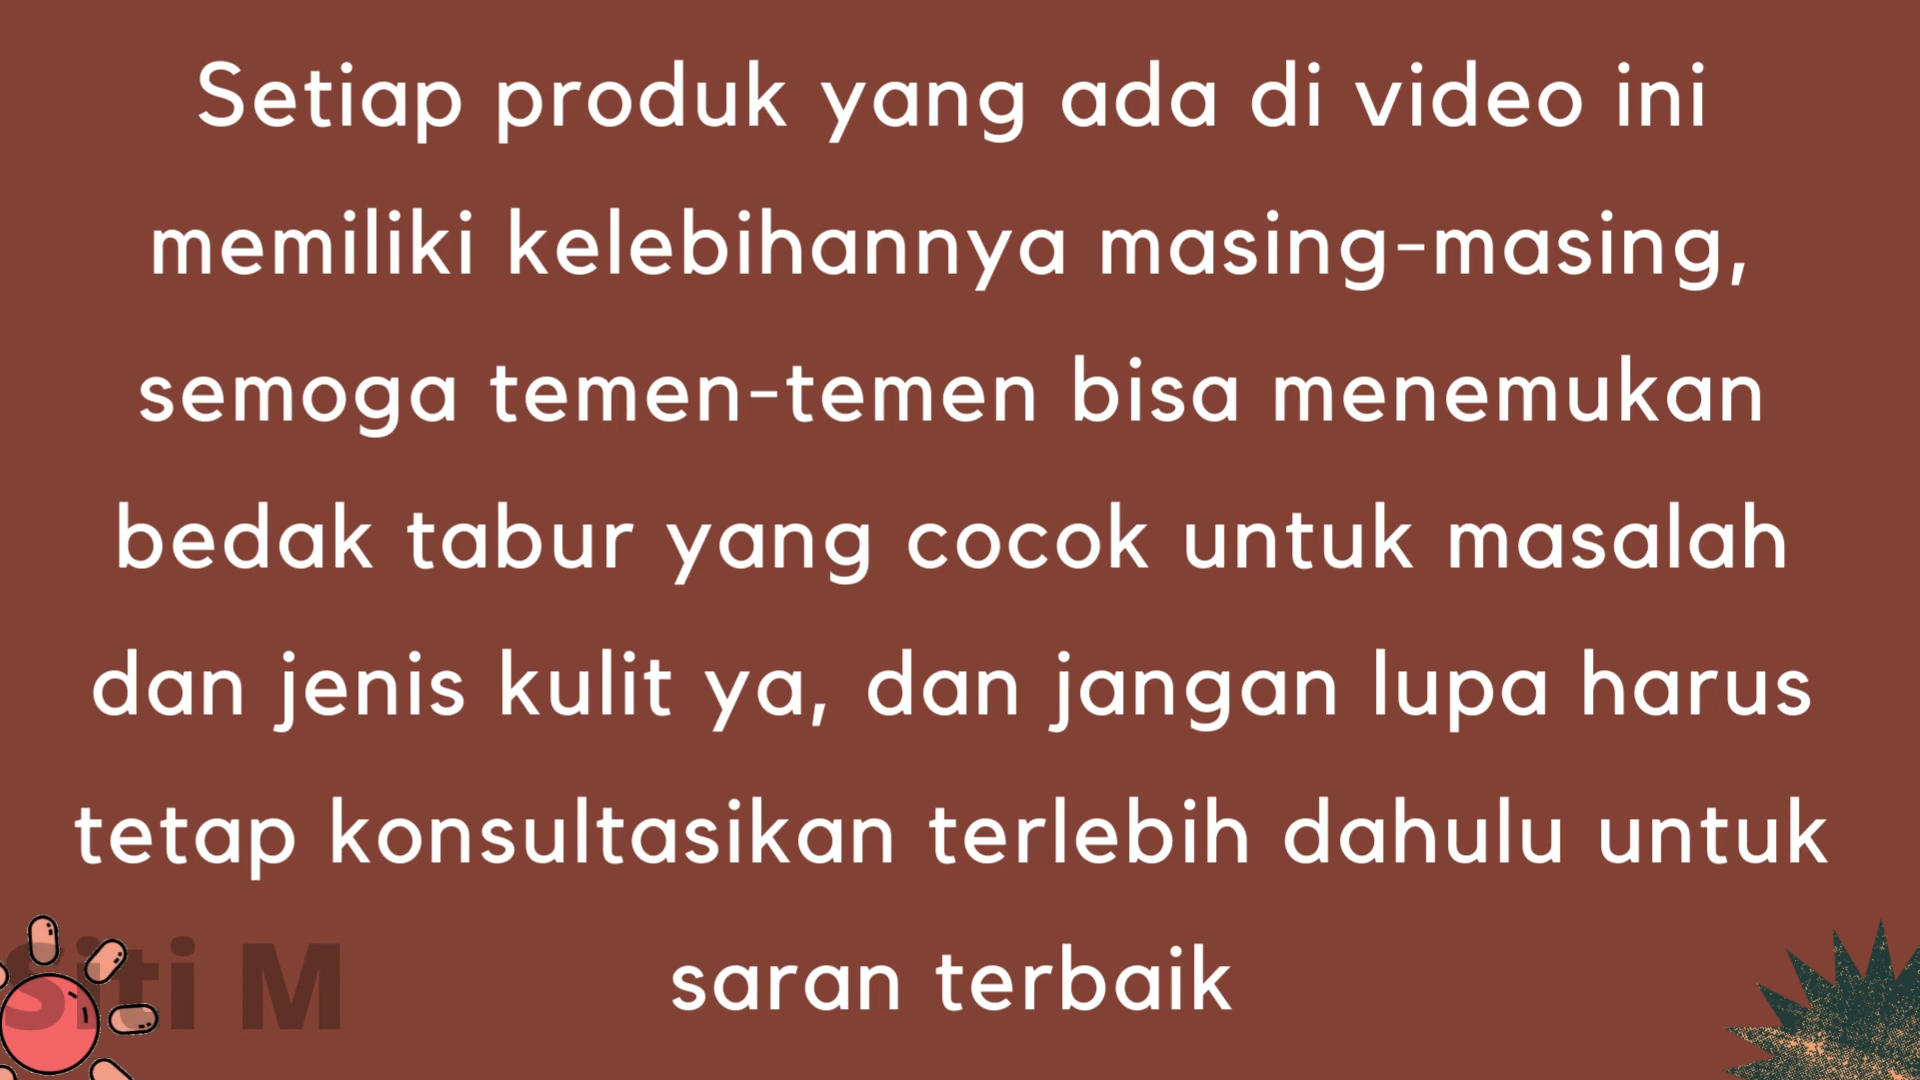 Setiap produk yang ada di video ini
memiliki kelebihannya masing-masing,
semoga temen-temen bisa menemukan
bedak tabur yang cocok untuk masalah
dan jenis kulit ya, dan jangan lupa harus
tetap konsultasikan terlebih dahulu untuk
saran terbaik
Siti M